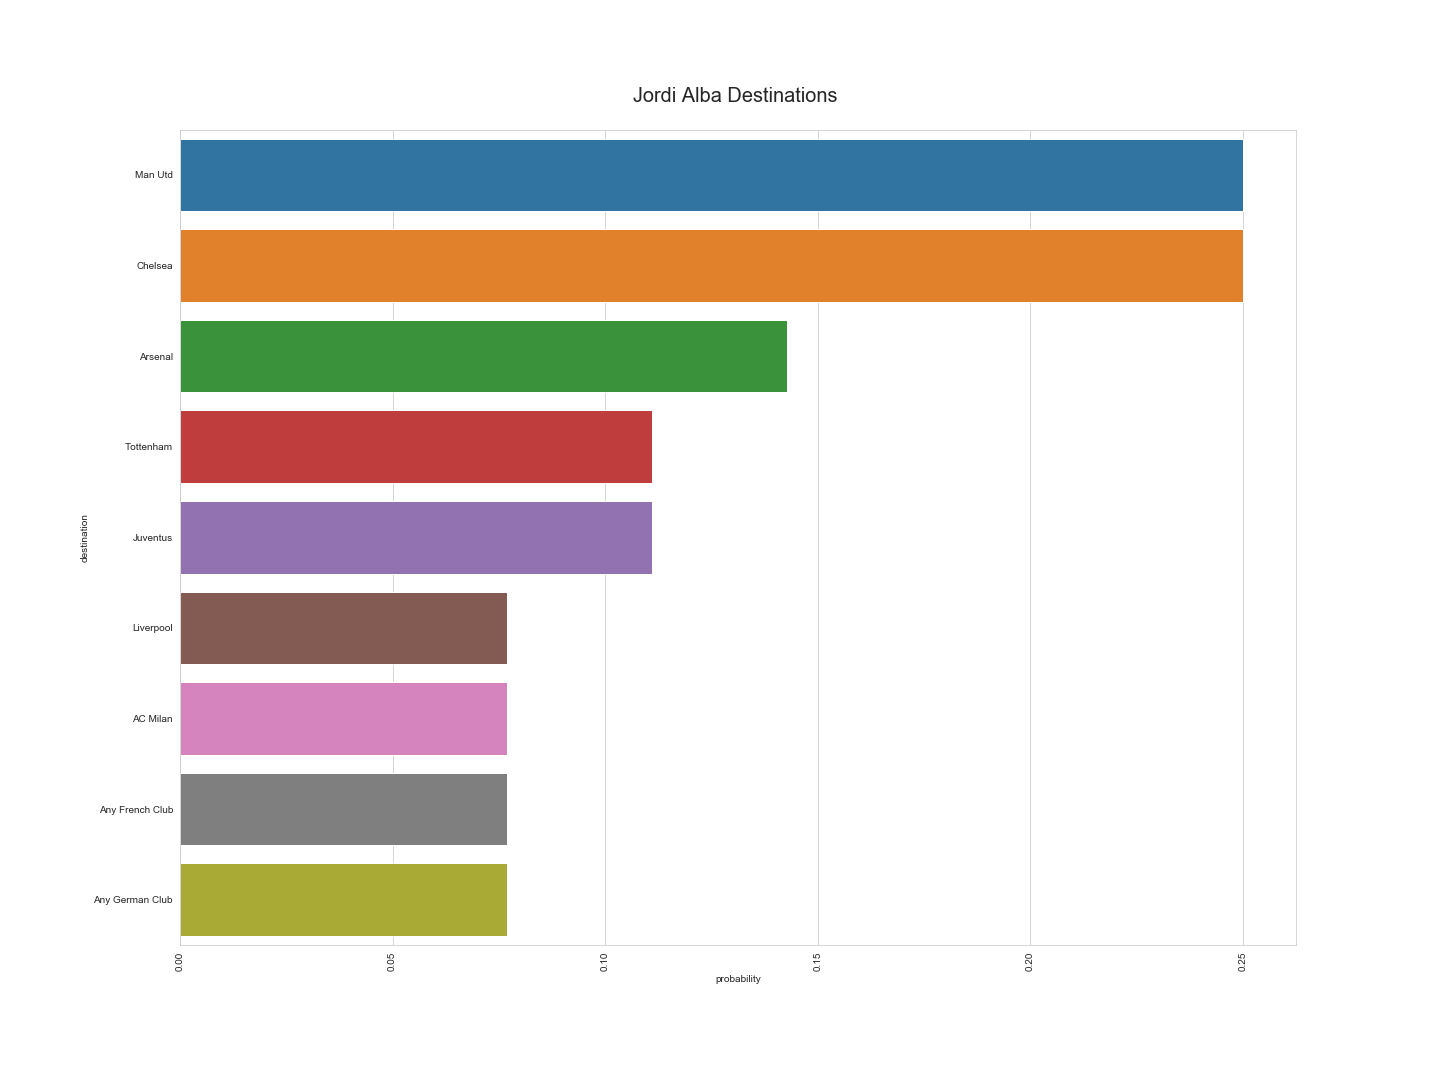 Jordi Alba Destinations
destination
Man Utd
Chelsea
Arsenal
Tottenham
Juventus
Liverpool
AC Milan
Any French Club
Any German Club
0.00
0.05
0.10
0.15
0.20
0.25
probability